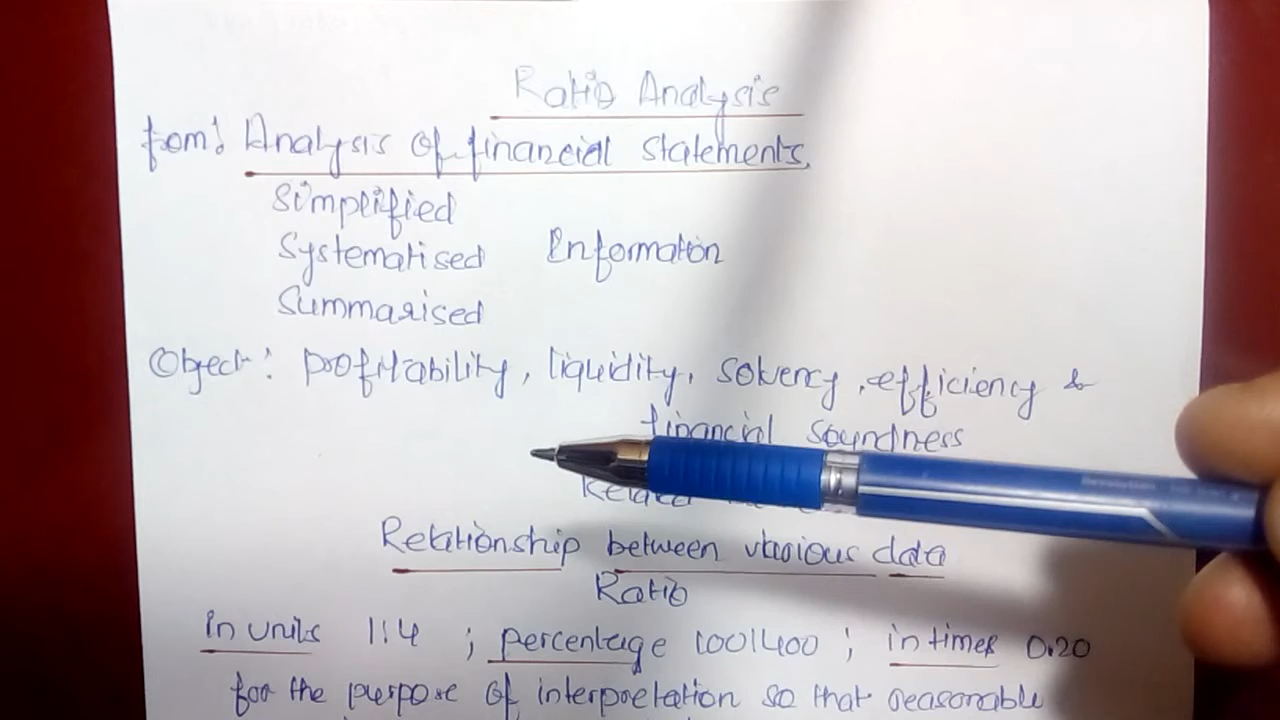 Ratio Analysis
from: Analysis of financial statements.
Simplified
Systematised Information
Summarised
Object: profitability, liquidity, solvency, efficiency &
financial soundness
Relationship between various data
Ratio
in units 1:4 ; percentage 100/400 ; in times 0.20
for the purpose of interpretation so that reasonable